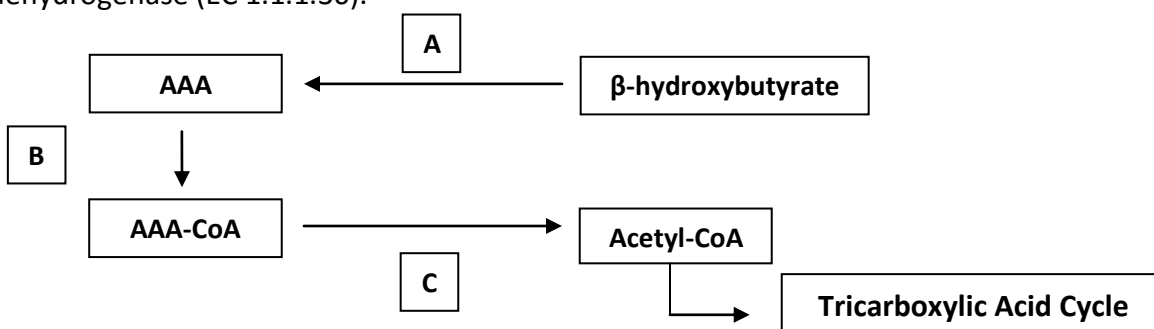 dehydrogenase (EC 1.1.1.30).
A
AAA
β-hydroxybutyrate
B
AAA-CoA
Acetyl-CoA
C
Tricarboxylic Acid Cycle